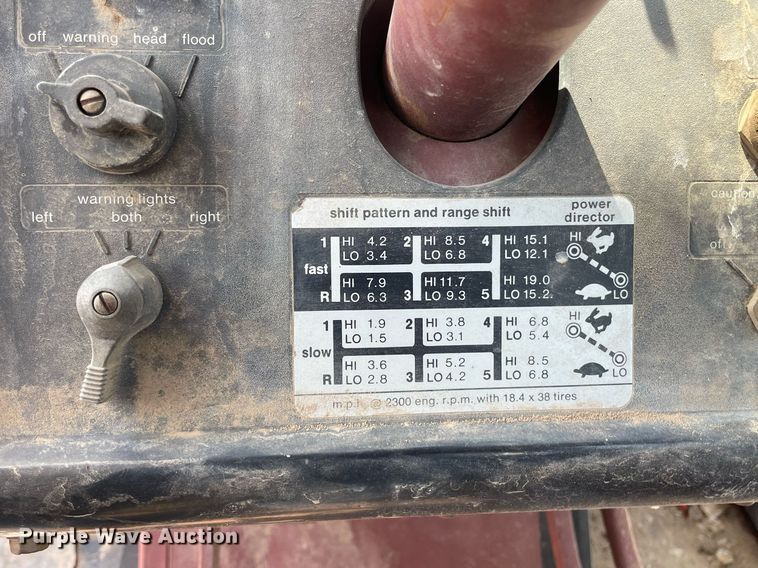 off warning head flood
warning lights
left both right
caution
off
shift pattern and range shift
power
director
1 HI 4.2 2 HI 8.5 4 HI 15.1 HI
LO 3.4 LO 6.8 LO 12.1
fast
HI 7.9 HI 11.7 HI 19.0
R LO 6.3 3 LO 9.3 5 LO 15.2 LO
1 HI 1.9 2 HI 3.8 4 HI 6.8 HI
LO 1.5 LO 3.1 LO 5.4
slow
HI 3.6 HI 5.2 HI 8.5
R LO 2.8 3 LO 4.2 5 LO 6.8 LO
m.p.h. @ 2300 eng. r.p.m. with 18.4 x 38 tires
Purple Wave Auction